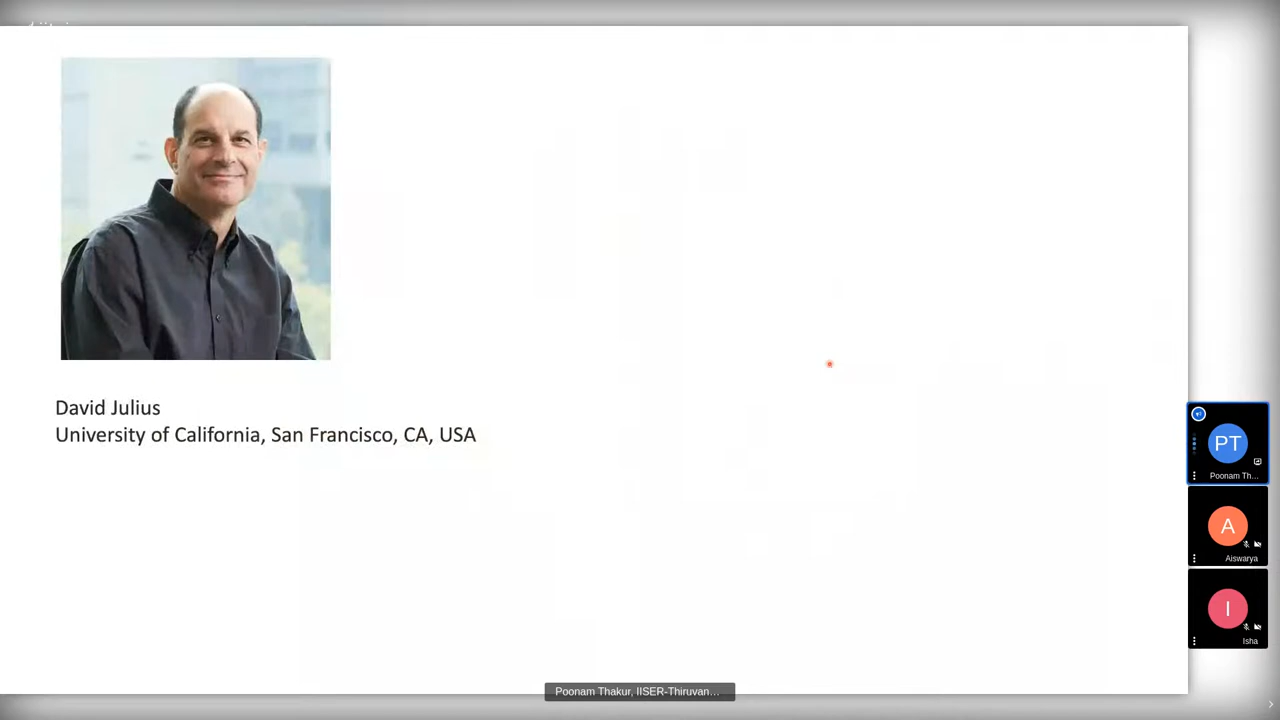 David Julius
University of California, San Francisco, CA, USA
PT
Poonam Th...
A
Aiswarya
I
Isha
Poonam Thakur, IISER-Thiruvan...